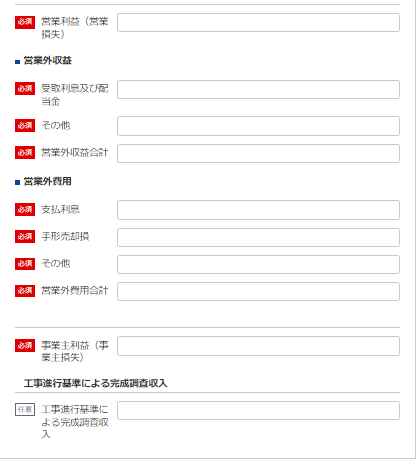 必須 営業利益（営業
損失）
営業外収益
必須 受取利息及び配
当金
必須 その他
必須 営業外収益合計
営業外費用
必須 支払利息
必須 手形売却損
必須 その他
必須 営業外費用合計
必須 事業主利益（事
業主損失）
工事進行基準による完成調査収入
任意 工事進行基準に
よる完成調査収
入